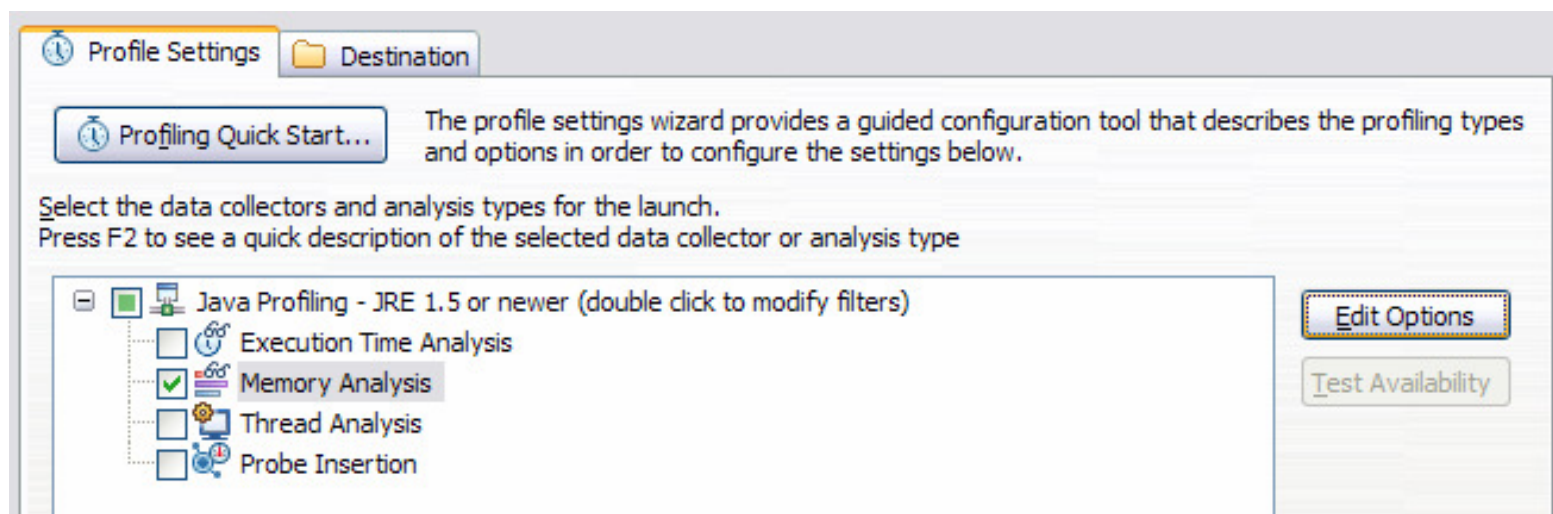 Profile Settings
Destination
Profiling Quick Start...
The profile settings wizard provides a guided configuration tool that describes the profiling types
and options in order to configure the settings below.
Select the data collectors and analysis types for the launch.
Press F2 to see a quick description of the selected data collector or analysis type
Java Profiling - JRE 1.5 or newer (double click to modify filters)
Execution Time Analysis
Memory Analysis
Thread Analysis
Probe Insertion
Edit Options
Test Availability